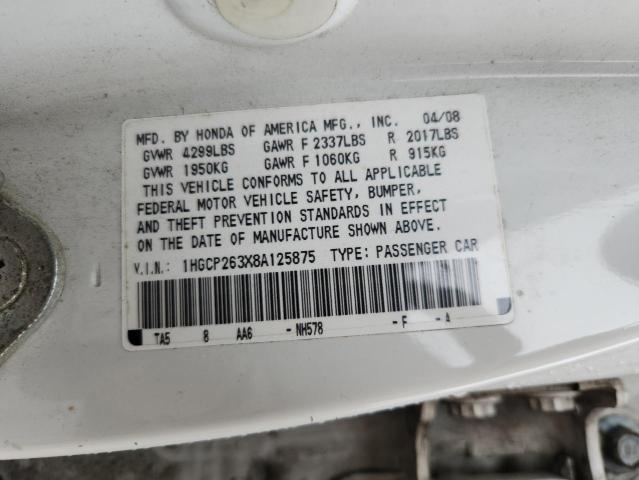 MFD. BY HONDA OF AMERICA MFG., INC. 04/08
GVWR 4299LBS GAWR F 2337LBS R 2017LBS
GVWR 1950KG GAWR F 1060KG R 915KG
THIS VEHICLE CONFORMS TO ALL APPLICABLE
FEDERAL MOTOR VEHICLE SAFETY, BUMPER,
AND THEFT PREVENTION STANDARDS IN EFFECT
ON THE DATE OF MANUFACTURE SHOWN ABOVE.
V.I.N.: 1HGCP263X8A125875 TYPE: PASSENGER CAR
TA5 8 AA6 -NH578 -F -A